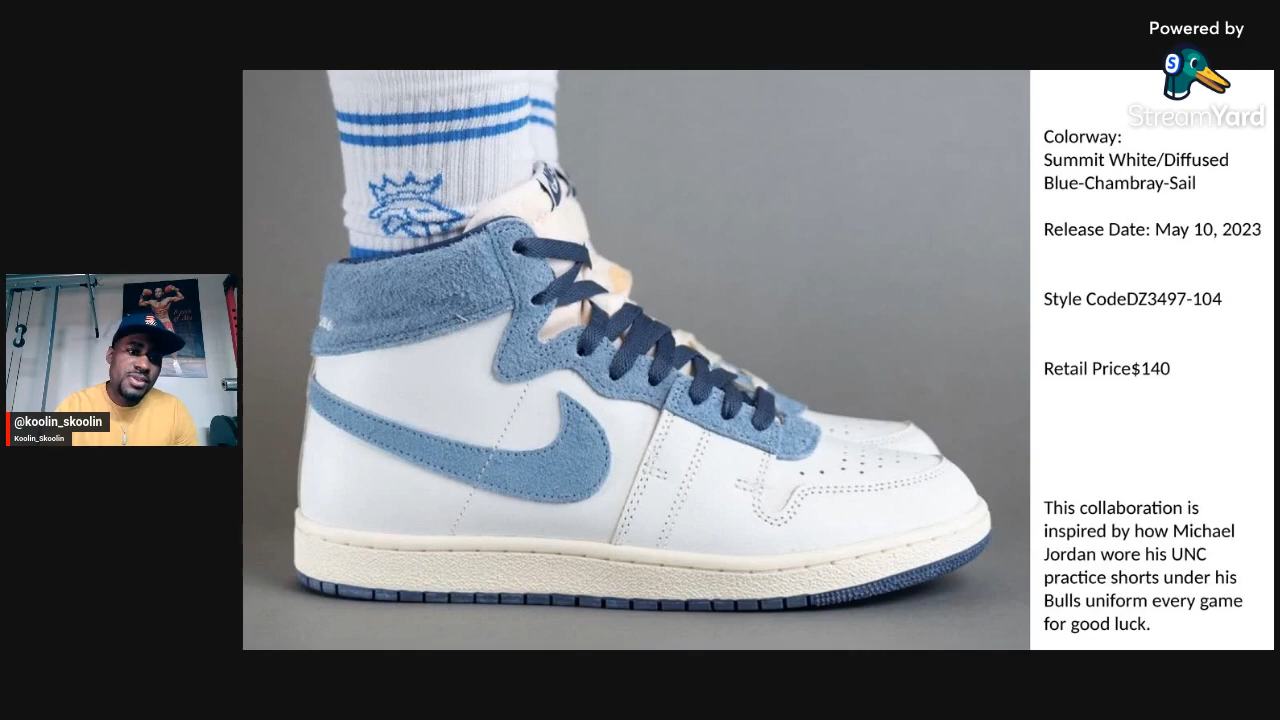 Powered by
StreamYard
Colorway:
Summit White/Diffused
Blue-Chambray-Sail
Release Date: May 10, 2023
Style CodeDZ3497-104
Retail Price$140
This collaboration is
inspired by how Michael
Jordan wore his UNC
practice shorts under his
Bulls uniform every game
for good luck.
@koolin_skoolin
Koolin_Skoolin